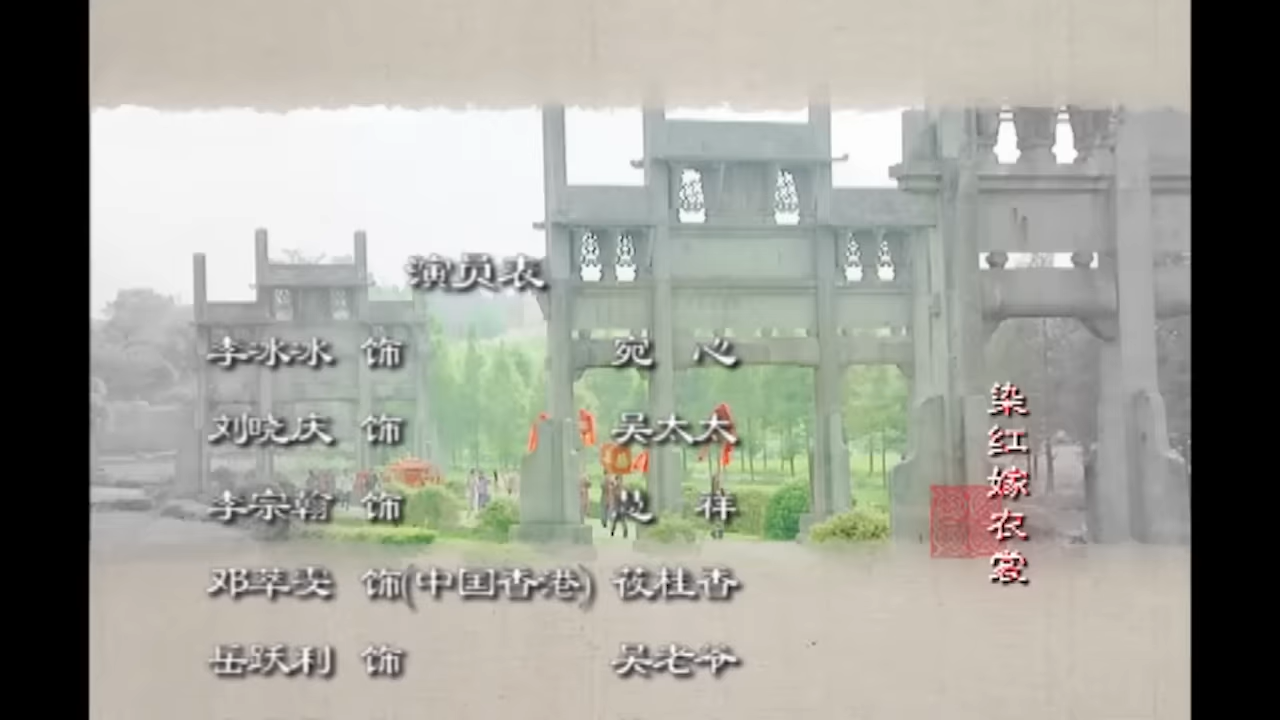 演员表
李冰冰 饰 宛 心
刘晓庆 饰 吴太太
李宗翰 饰 慈 祥
邓萃雯 饰(中国香港) 筱桂香
岳跃利 饰 吴老爷
染红嫁衣裳